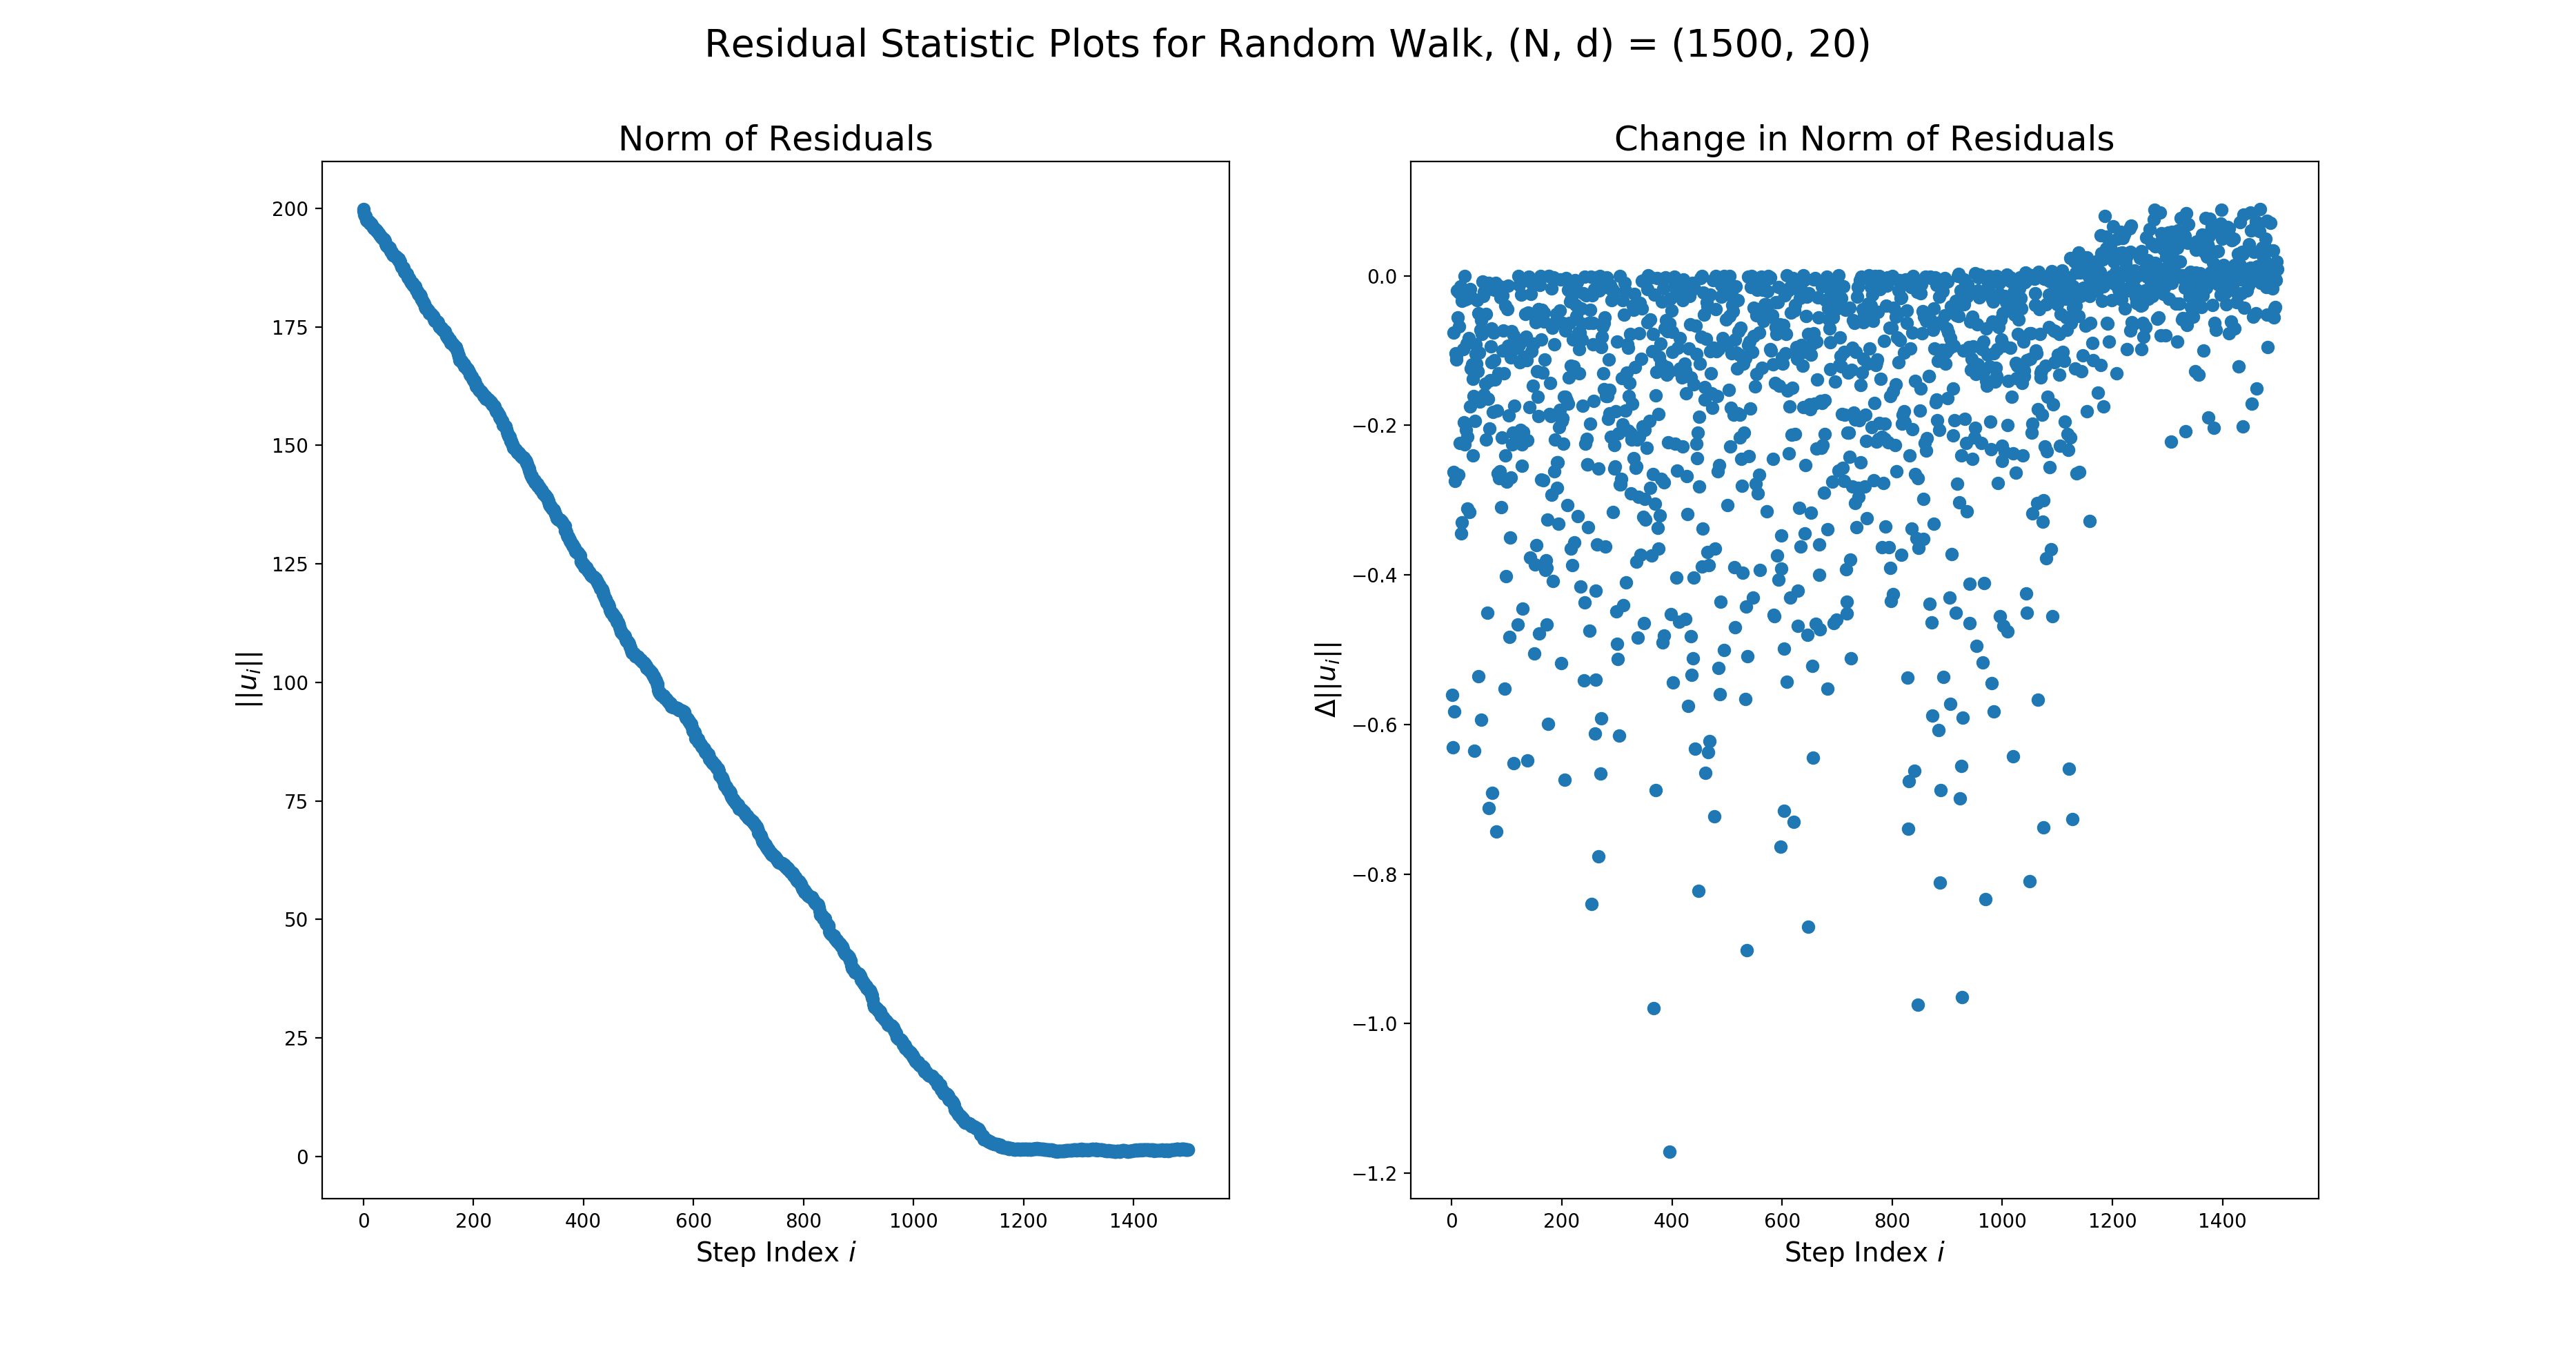 Residual Statistic Plots for Random Walk, (N, d) = (1500, 20)
Norm of Residuals
200
175
150
125
100
75
50
25
0
||u_i||
0 200 400 600 800 1000 1200 1400
Step Index i
Change in Norm of Residuals
0.0
−0.2
−0.4
−0.6
−0.8
−1.0
−1.2
Δ||u_i||
0 200 400 600 800 1000 1200 1400
Step Index i